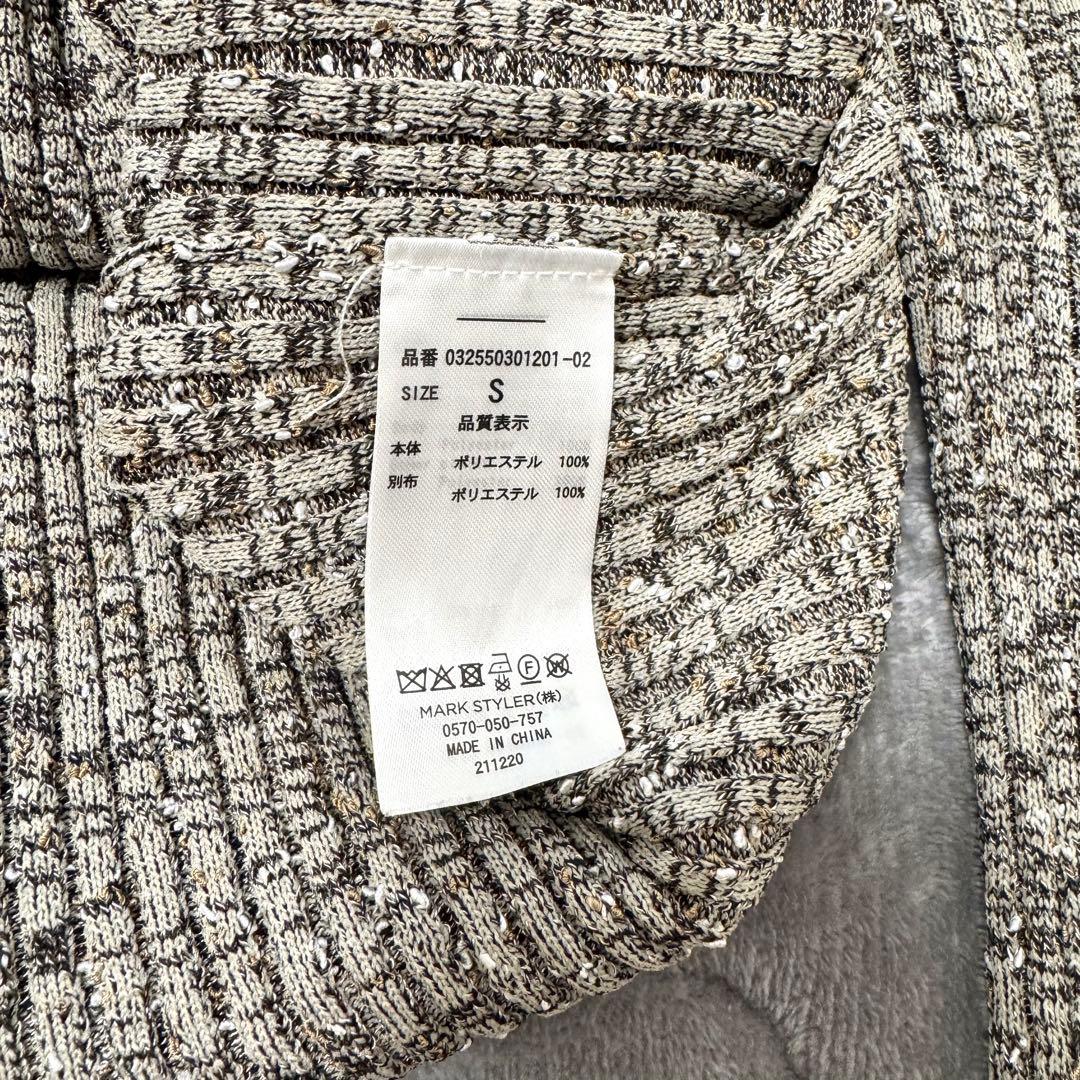 品番 032550301201-02
SIZE S
品質表示
本体 ポリエステル 100%
別布 ポリエステル 100%
MARK STYLER(株)
0570-050-757
MADE IN CHINA
211220